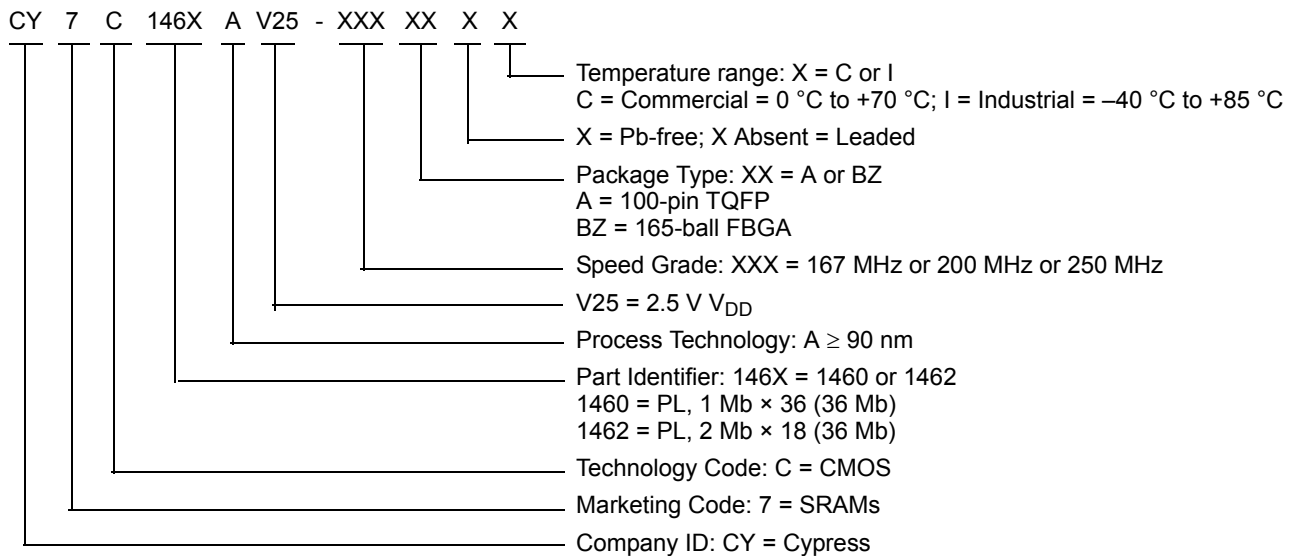 CY 7 C 146X A V25 - XXX XX X X
Temperature range: X = C or I
C = Commercial = 0 °C to +70 °C; I = Industrial = –40 °C to +85 °C
X = Pb-free; X Absent = Leaded
Package Type: XX = A or BZ
A = 100-pin TQFP
BZ = 165-ball FBGA
Speed Grade: XXX = 167 MHz or 200 MHz or 250 MHz
V25 = 2.5 V VDD
Process Technology: A ≥ 90 nm
Part Identifier: 146X = 1460 or 1462
1460 = PL, 1 Mb × 36 (36 Mb)
1462 = PL, 2 Mb × 18 (36 Mb)
Technology Code: C = CMOS
Marketing Code: 7 = SRAMs
Company ID: CY = Cypress